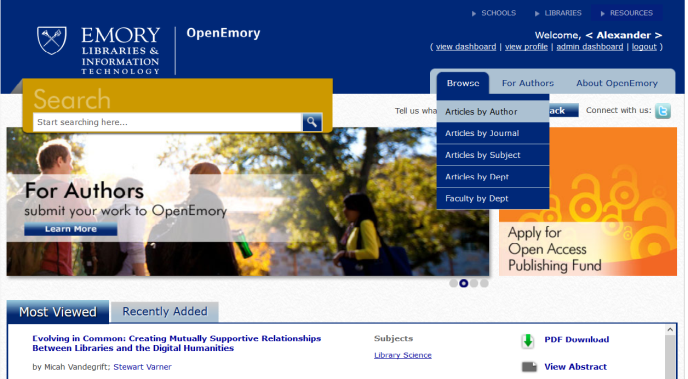 SCHOOLS LIBRARIES RESOURCES
EMORY
LIBRARIES &
INFORMATION
TECHNOLOGY
OpenEmory
Welcome, < Alexander >
( view dashboard | view profile | admin dashboard | logout )
Browse For Authors About OpenEmory
Search
Start searching here...
Tell us wha
ack Connect with us:
Articles by Author
Articles by Journal
Articles by Subject
Articles by Dept
Faculty by Dept
For Authors
submit your work to OpenEmory
Learn More
Apply for
Open Access
Publishing Fund
Most Viewed Recently Added
Evolving in Common: Creating Mutually Supportive Relationships
Between Libraries and the Digital Humanities
by Micah Vandegrift; Stewart Varner
Subjects
Library Science
PDF Download
View Abstract